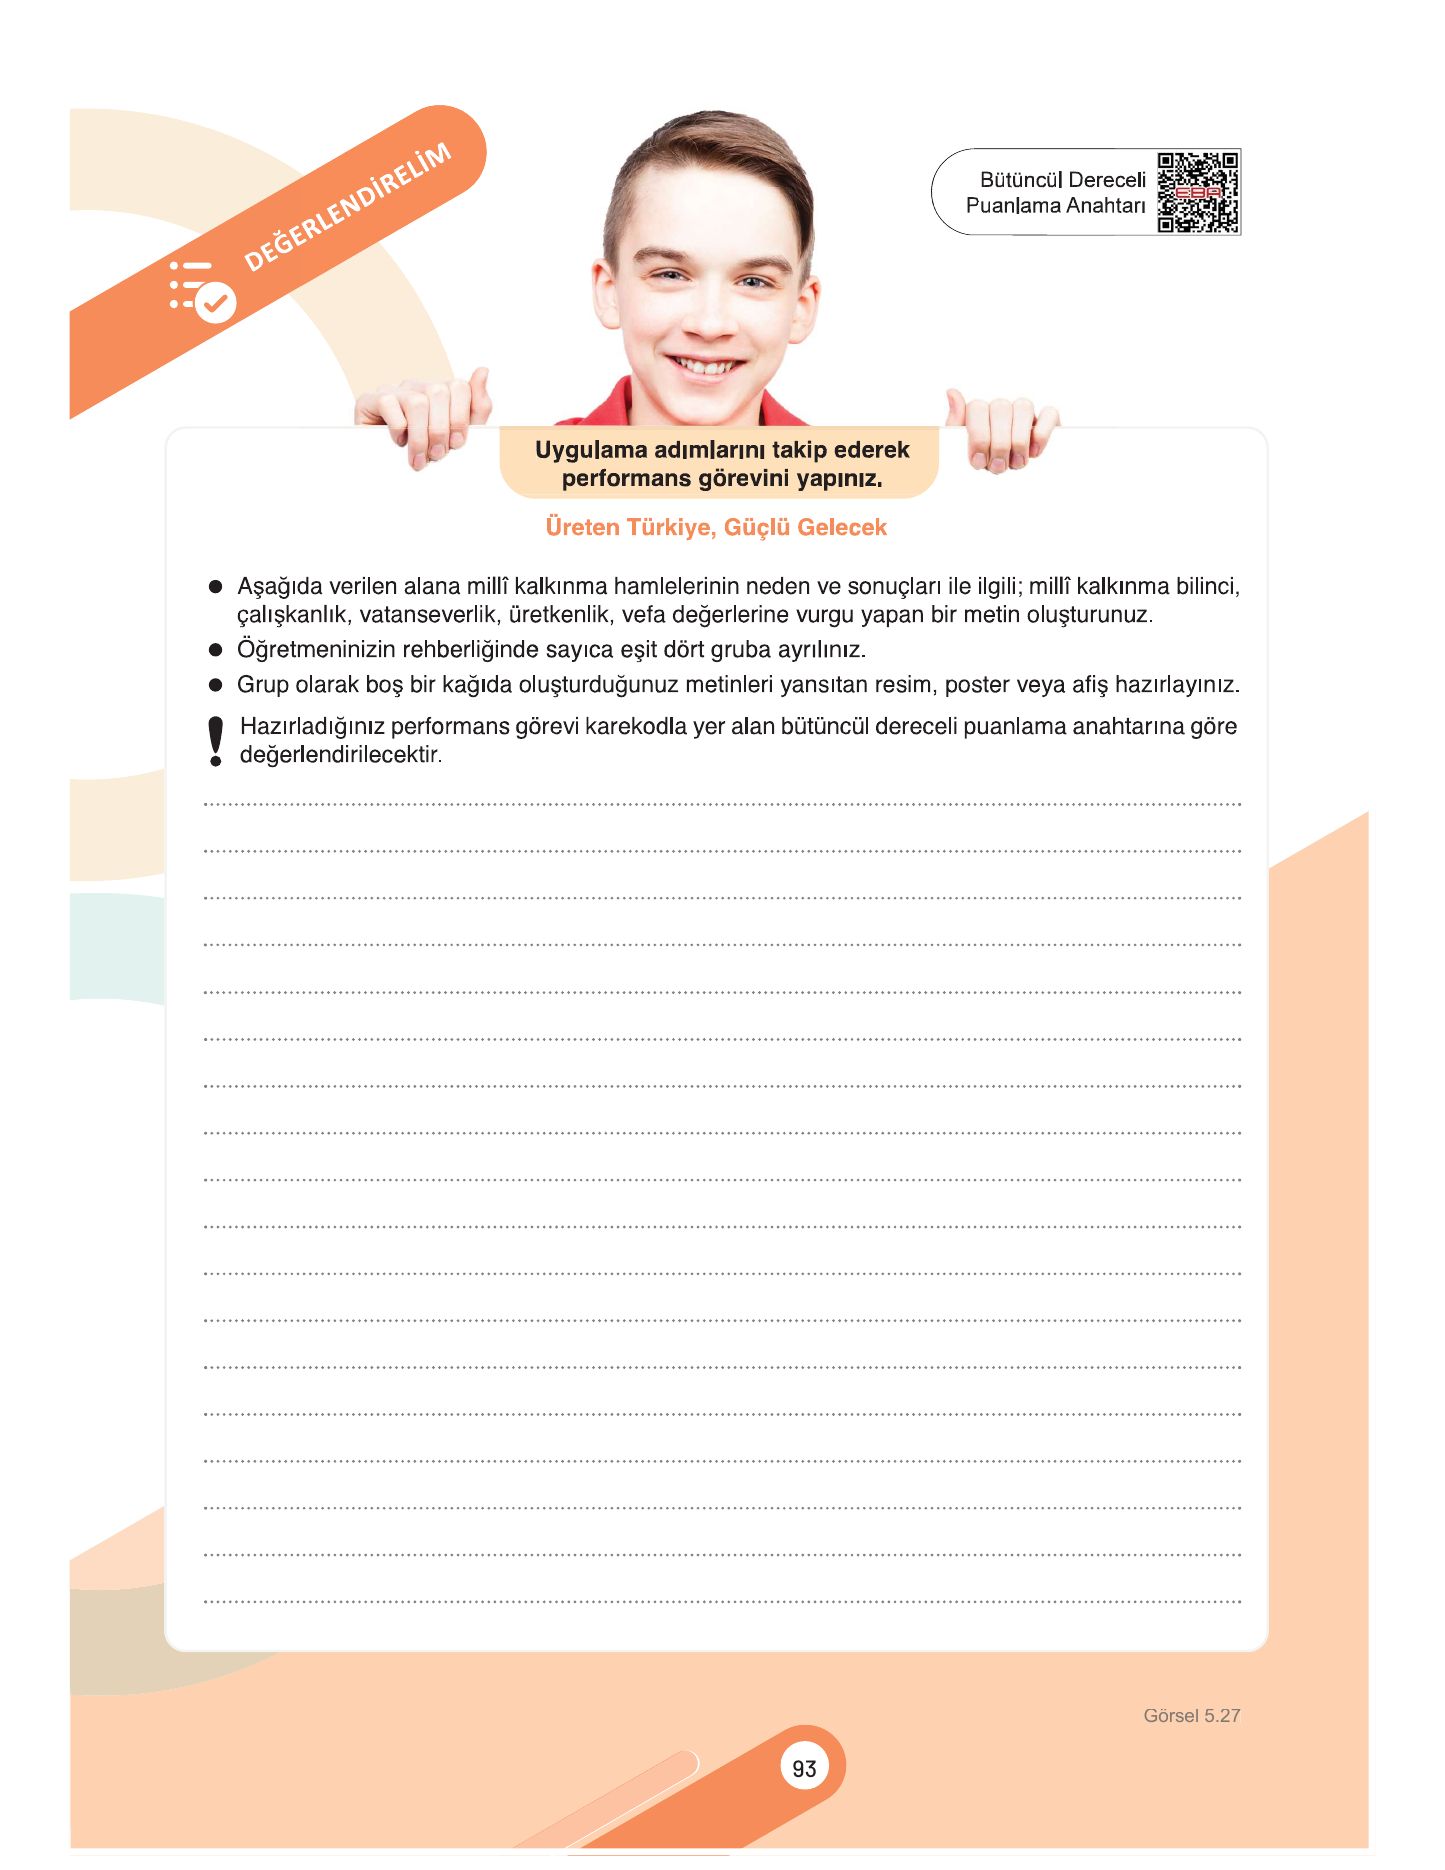 DEĞERLENDİRELİM
Bütüncül Dereceli
Puanlama Anahtarı
EBA
Uygulama adımlarını takip ederek
performans görevini yapınız.
Üreten Türkiye, Güçlü Gelecek
● Aşağıda verilen alana millî kalkınma hamlelerinin neden ve sonuçları ile ilgili; millî kalkınma bilinci,
çalışkanlık, vatanseverlik, üretkenlik, vefa değerlerine vurgu yapan bir metin oluşturunuz.
● Öğretmeninizin rehberliğinde sayıca eşit dört gruba ayrılınız.
● Grup olarak boş bir kağıda oluşturduğunuz metinleri yansıtan resim, poster veya afiş hazırlayınız.
! Hazırladığınız performans görevi karekodla yer alan bütüncül dereceli puanlama anahtarına göre
değerlendirilecektir.
Görsel 5.27
93